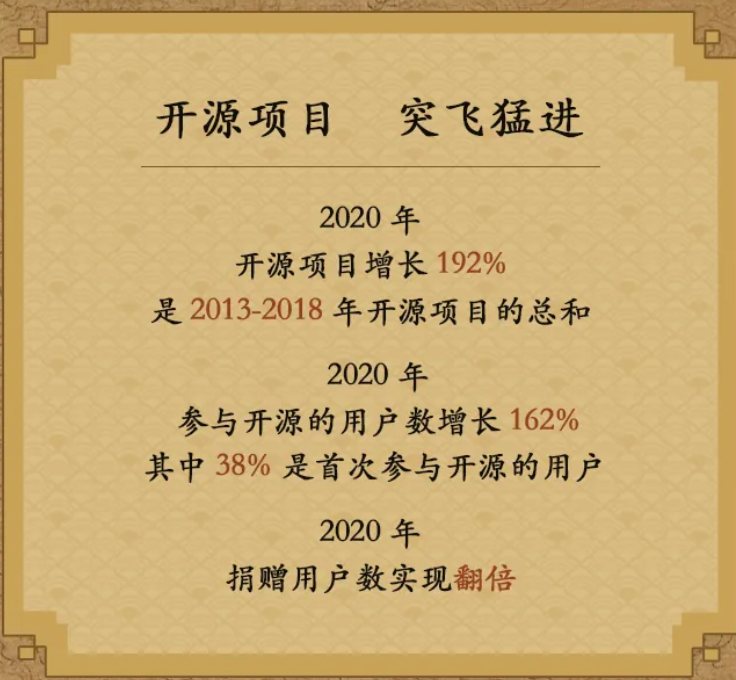 开源项目 突飞猛进
2020 年
开源项目增长 192%
是 2013-2018 年开源项目的总和
2020 年
参与开源的用户数增长 162%
其中 38% 是首次参与开源的用户
2020 年
捐赠用户数实现翻倍